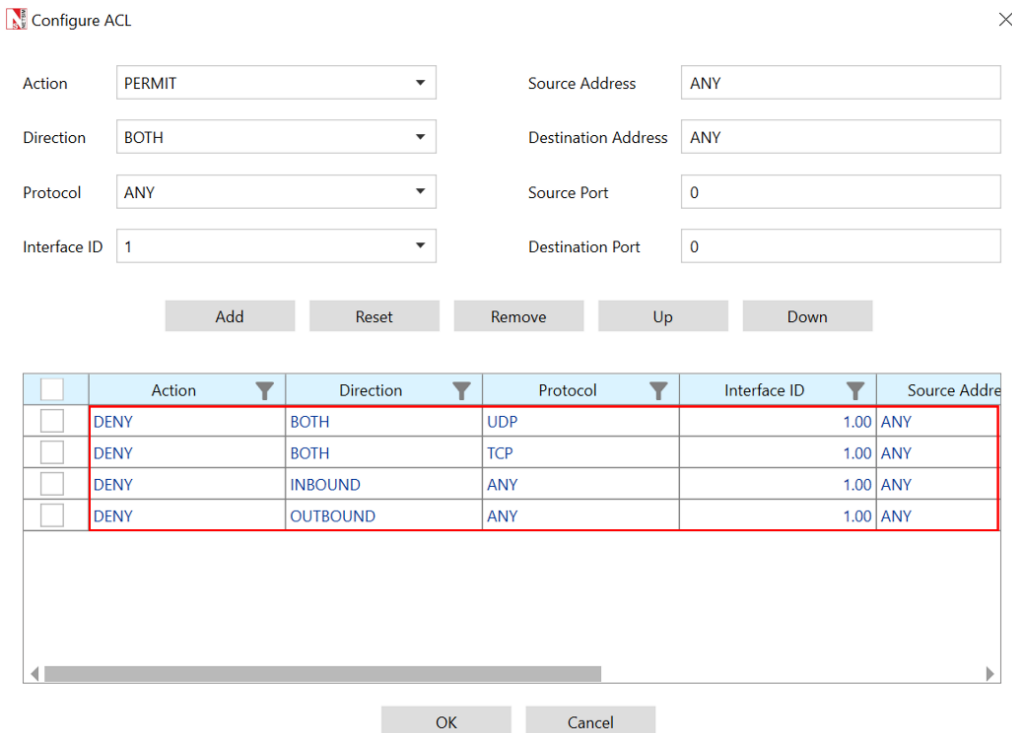 Configure ACL
Action PERMIT Source Address ANY
Direction BOTH Destination Address ANY
Protocol ANY Source Port 0
Interface ID 1 Destination Port 0
Add Reset Remove Up Down
Action Direction Protocol Interface ID Source Addre
DENY BOTH UDP 1.00 ANY
DENY BOTH TCP 1.00 ANY
DENY INBOUND ANY 1.00 ANY
DENY OUTBOUND ANY 1.00 ANY
OK Cancel